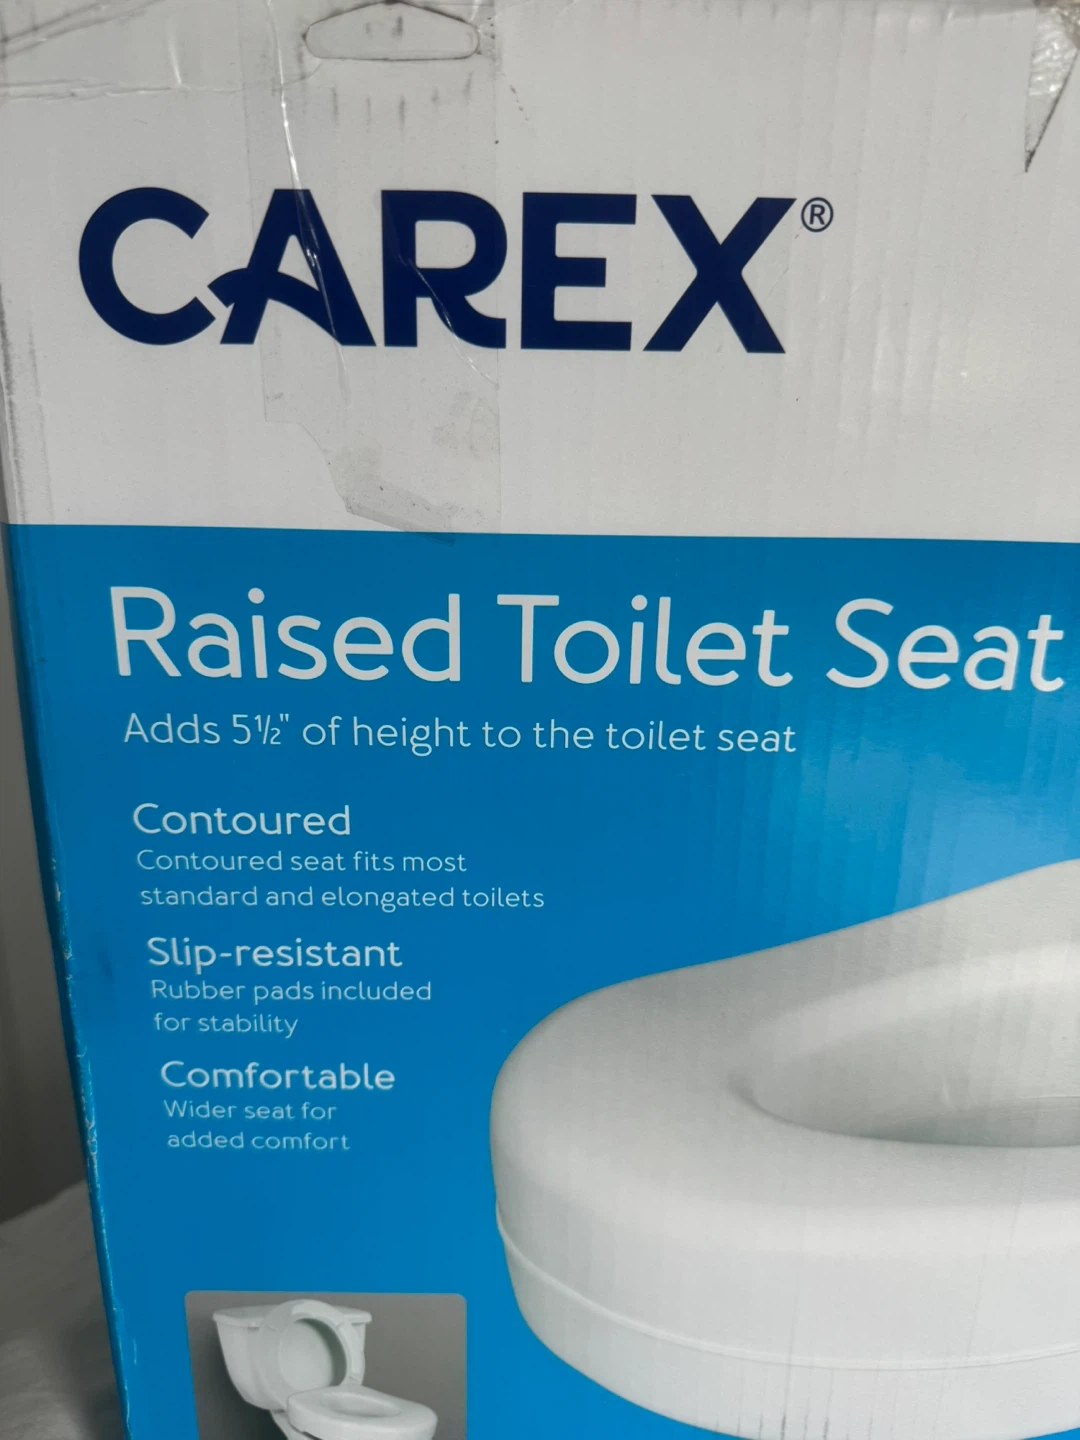 CAREX®
Raised Toilet Seat
Adds 5½" of height to the toilet seat
Contoured
Contoured seat fits most
standard and elongated toilets
Slip-resistant
Rubber pads included
for stability
Comfortable
Wider seat for
added comfort